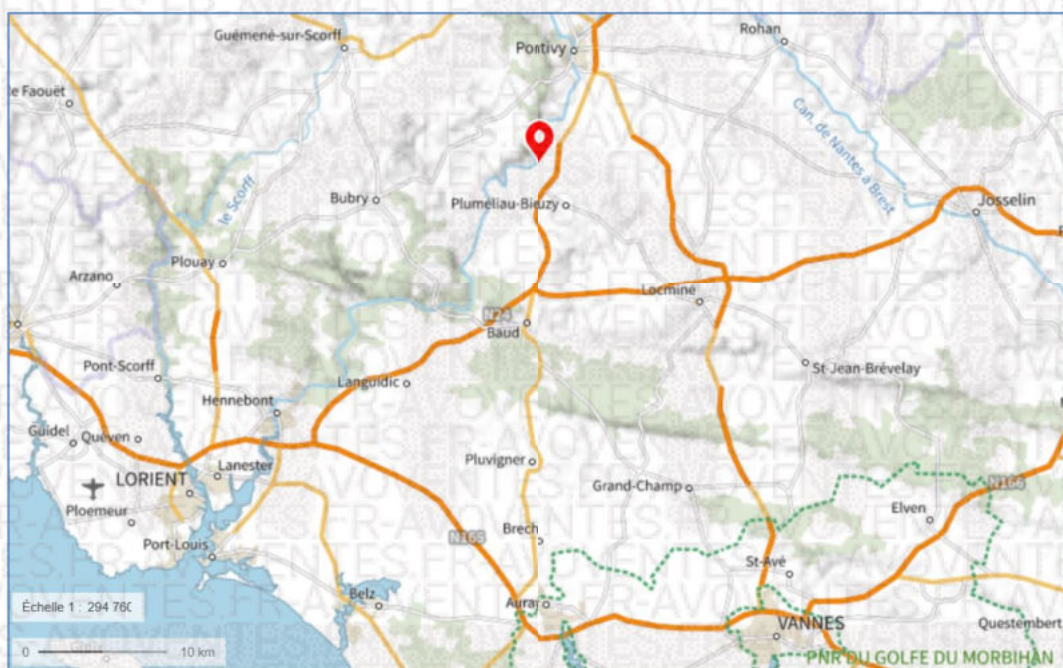 Guémené-sur-Scorff
Pontivy
Rohan
le Faouët
Can. de Nantes à Brest
le Scorff
Bubry
Pluméliau-Bieuzy
Josselin
Plouay
Arzano
Locminé
N24
Baud
Pont-Scorff
St-Jean-Brévelay
Languidic
Hennebont
Guidel
Quéven
Pluvigner
Lanester
LORIENT
Grand-Champ
N166
Elven
Ploemeur
Brech
N165
Port-Louis
St-Avé
Belz
Échelle 1 : 294 760
Auray
VANNES
Questembert
0 10 km
PNR DU GOLFE DU MORBIHAN